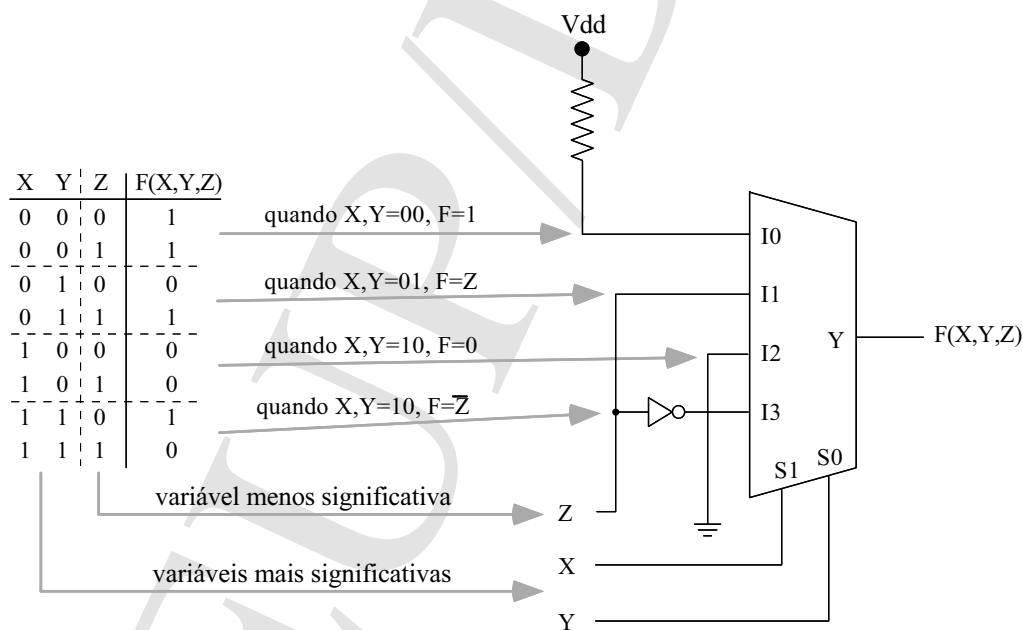 Vdd
X Y Z F(X,Y,Z)
0 0 0 1
0 0 1 1
0 1 0 0
0 1 1 1
1 0 0 0
1 0 1 0
1 1 0 1
1 1 1 0
quando X,Y=00, F=1
quando X,Y=01, F=Z
quando X,Y=10, F=0
quando X,Y=10, F=Z̅
variável menos significativa
variáveis mais significativas
I0
I1
I2
I3
Y
S1
S0
F(X,Y,Z)
Z
X
Y